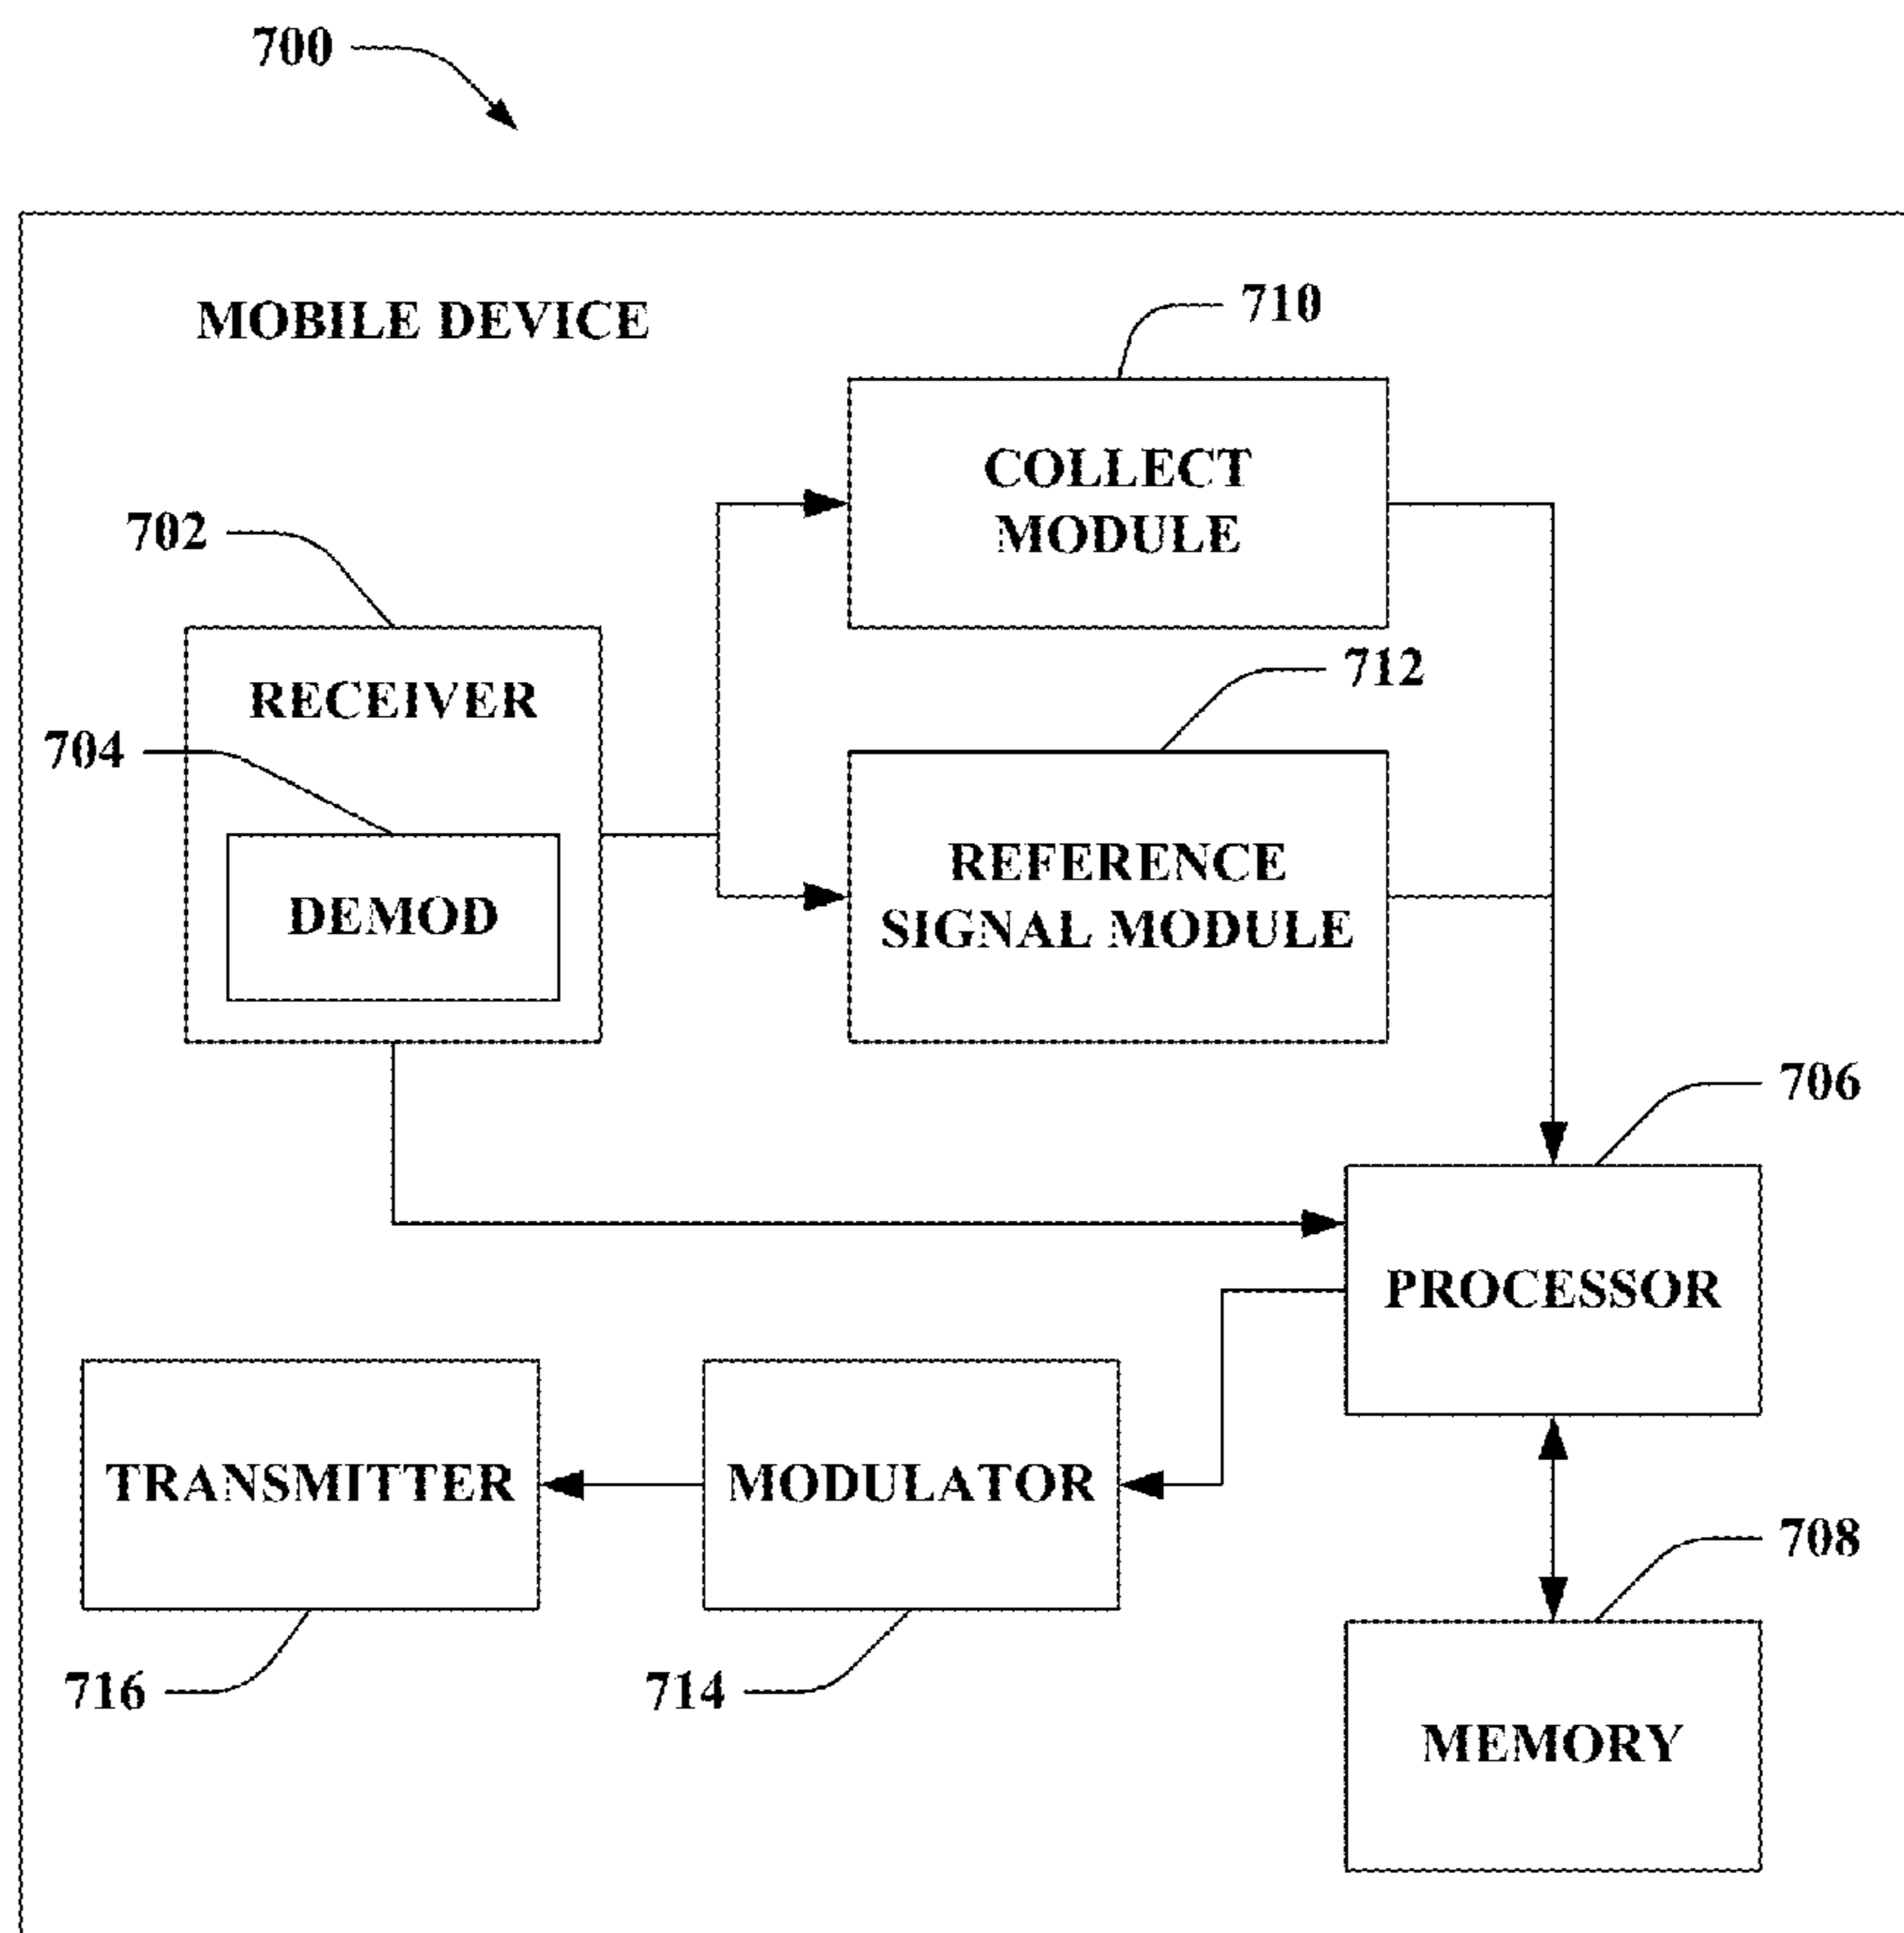 700
MOBILE DEVICE
710
COLLECT
MODULE
702
712
RECEIVER
704
REFERENCE
SIGNAL MODULE
DEMOD
706
PROCESSOR
TRANSMITTER
MODULATOR
708
716
714
MEMORY